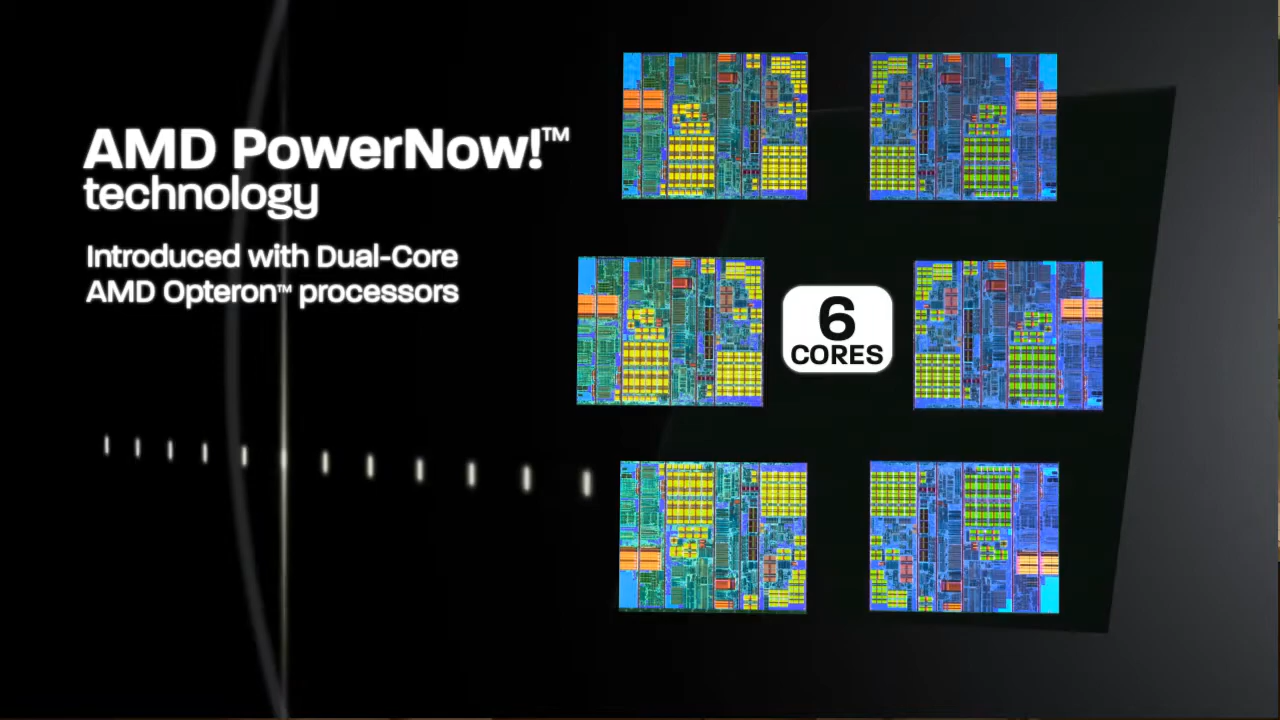 AMD PowerNow!™
technology
Introduced with Dual-Core
AMD Opteron™ processors
6
CORES